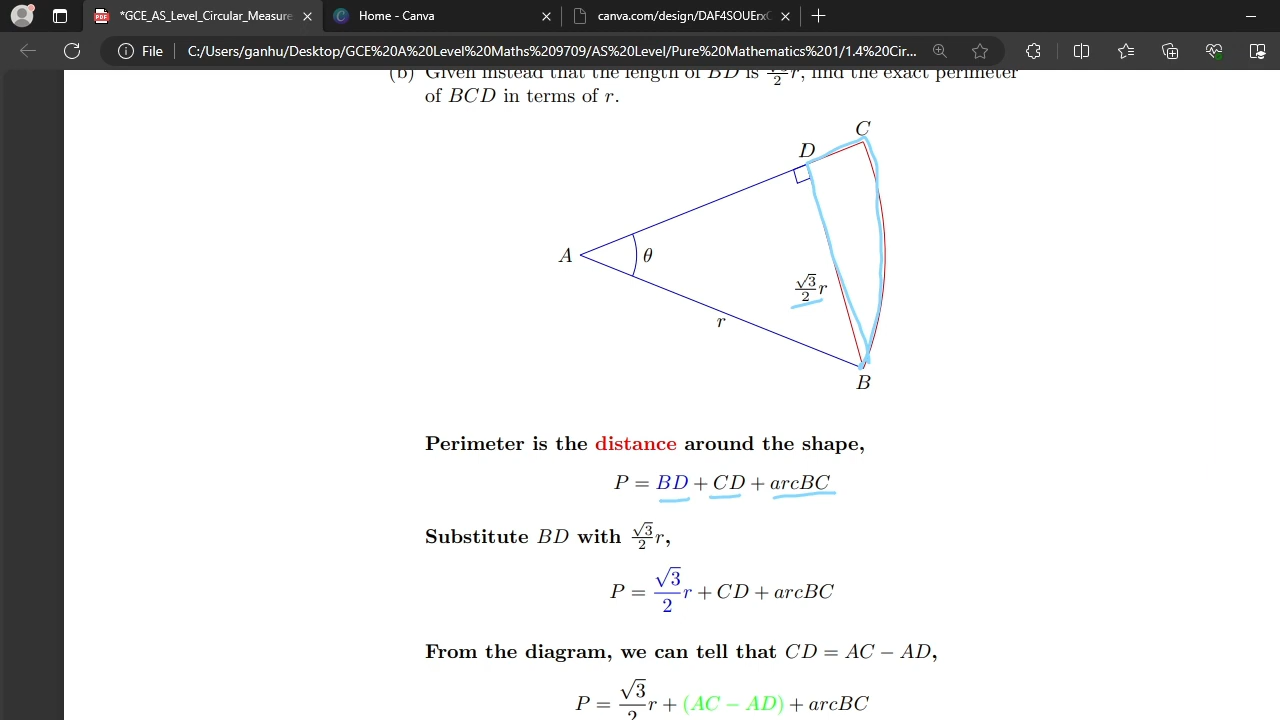 *GCE_AS_Level_Circular_Measure
Home - Canva
canva.com/design/DAF4SOUErxC
File
C:/Users/ganhu/Desktop/GCE%20A%20Level%20Maths%209709/AS%20Level/Pure%20Mathematics%201/1.4%20Cir...
(b) Given instead that the length of BD is √3/2 r, find the exact perimeter
of BCD in terms of r.
C
D
A
θ
√3/2 r
r
B
Perimeter is the distance around the shape,
P = BD + CD + arcBC
Substitute BD with √3/2 r,
P = √3/2 r + CD + arcBC
From the diagram, we can tell that CD = AC − AD,
P = √3/2 r + (AC − AD) + arcBC